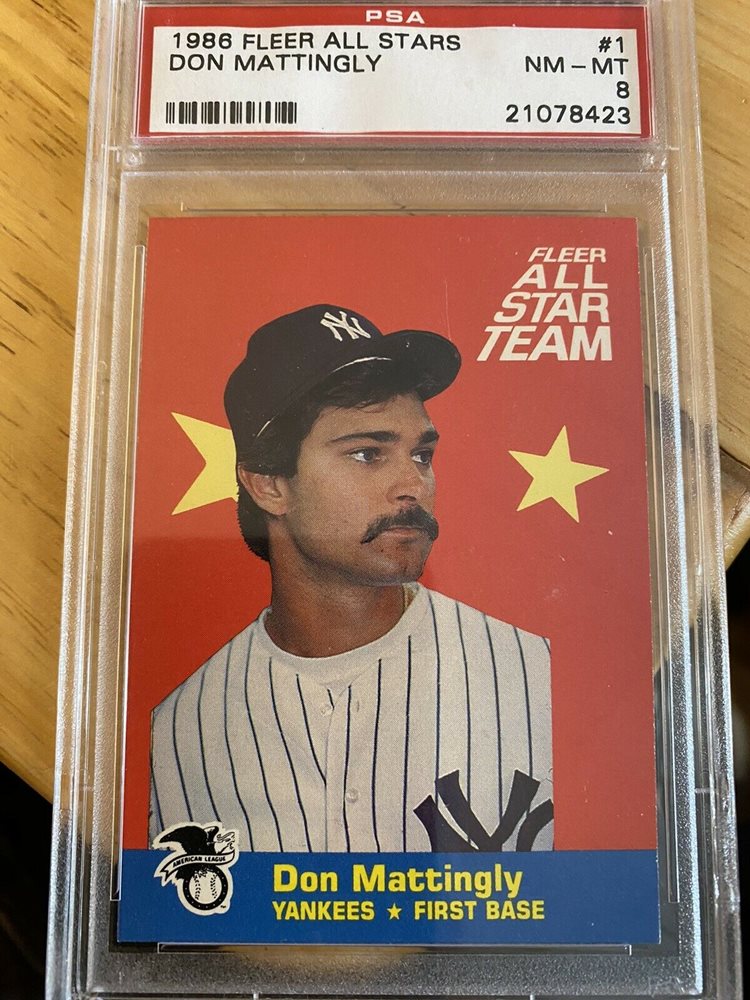 PSA
1986 FLEER ALL STARS #1
DON MATTINGLY NM - MT
8
21078423
FLEER
ALL
STAR
TEAM
NY
NY
AMERICAN LEAGUE
Don Mattingly
YANKEES ★ FIRST BASE